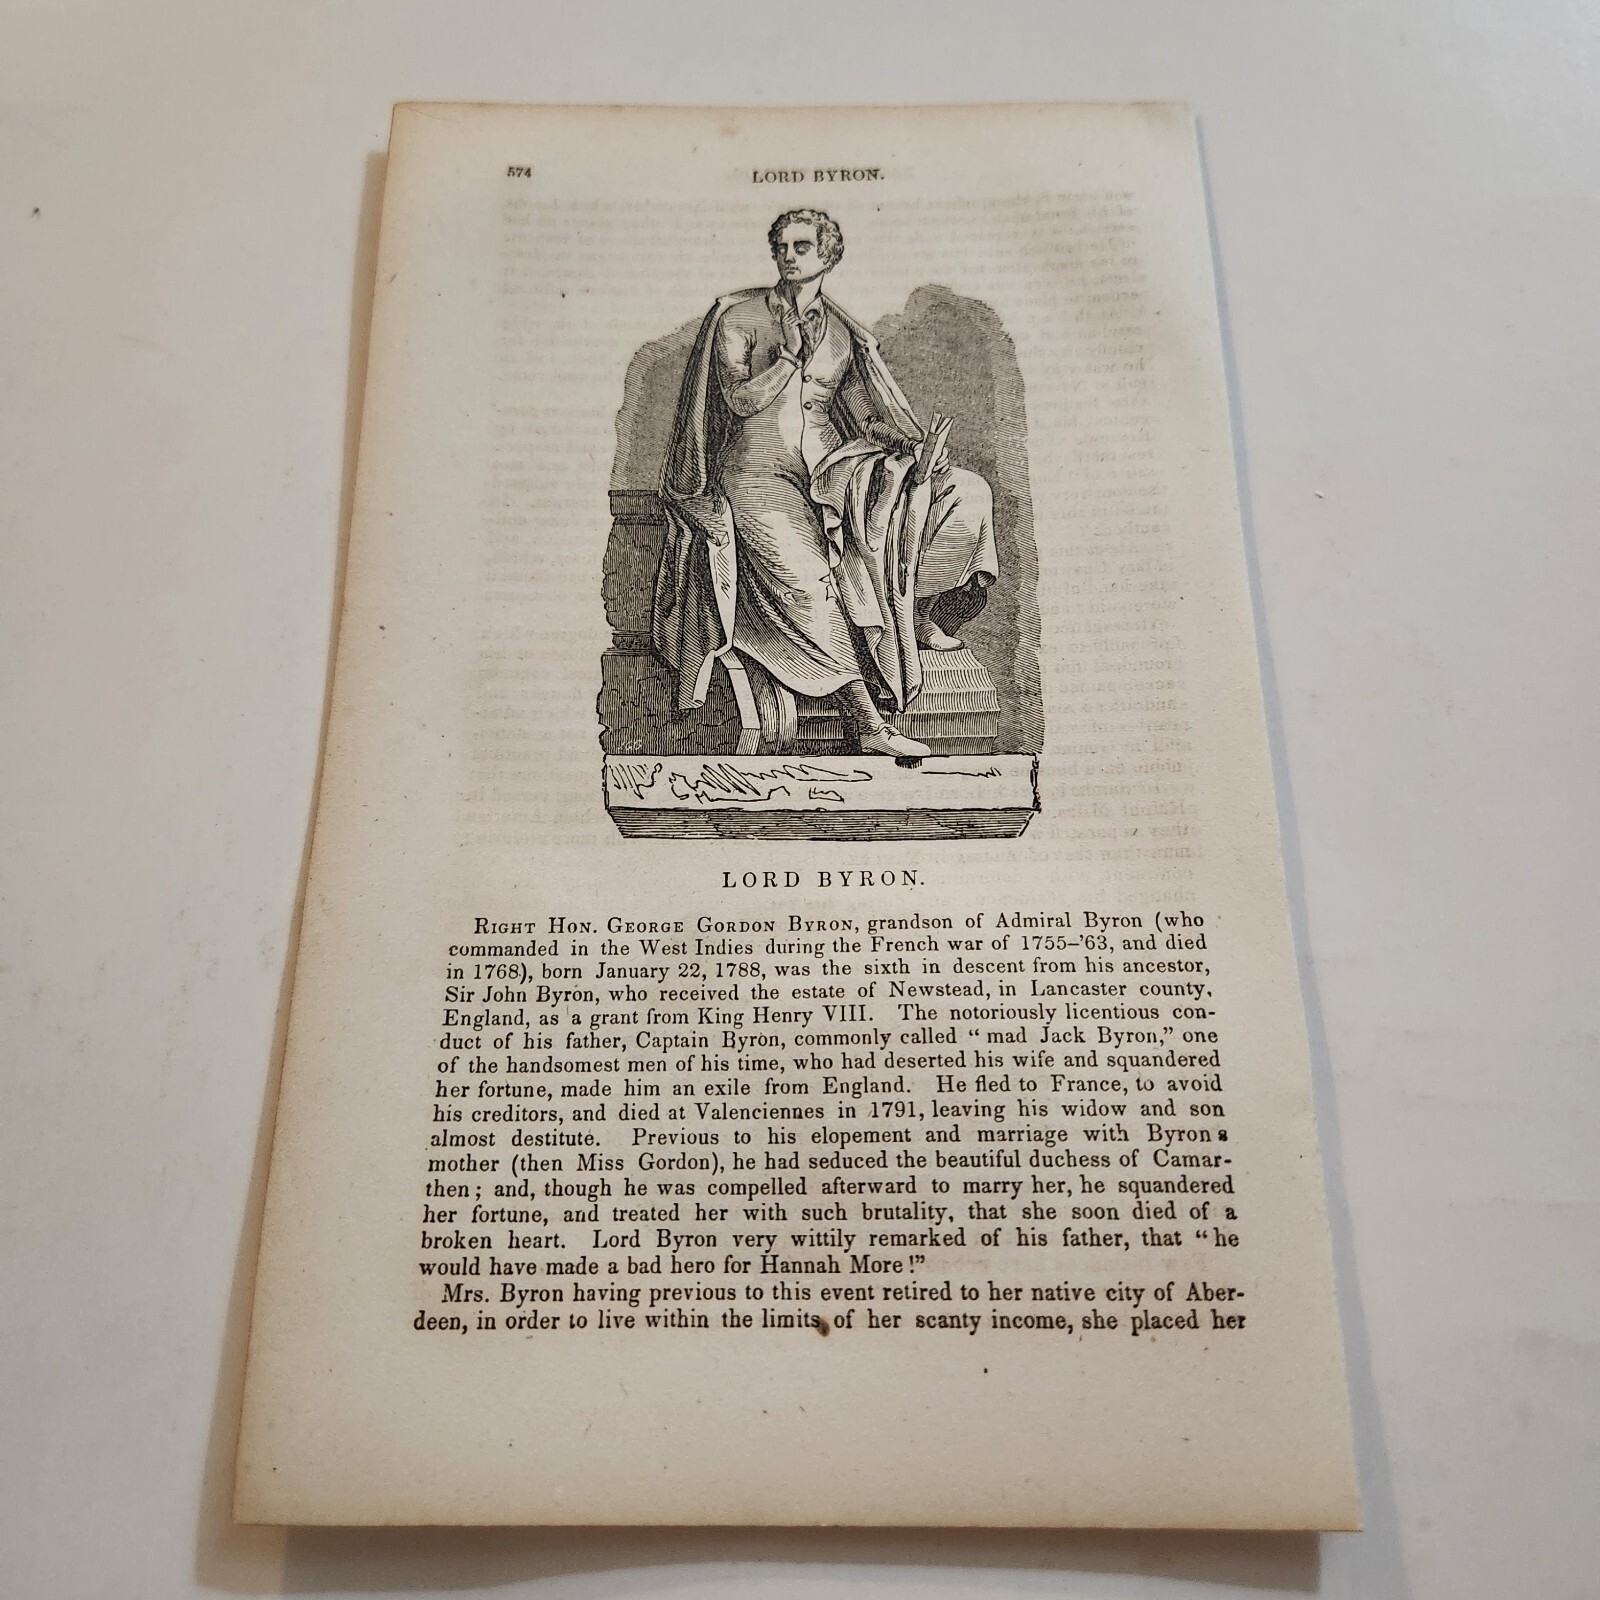 574
LORD BYRON.
LORD BYRON.
RIGHT HON. GEORGE GORDON BYRON, grandson of Admiral Byron (who
commanded in the West Indies during the French war of 1755–'63, and died
in 1768), born January 22, 1788, was the sixth in descent from his ancestor,
Sir John Byron, who received the estate of Newstead, in Lancaster county,
England, as a grant from King Henry VIII. The notoriously licentious con-
duct of his father, Captain Byron, commonly called “ mad Jack Byron,” one
of the handsomest men of his time, who had deserted his wife and squandered
her fortune, made him an exile from England. He fled to France, to avoid
his creditors, and died at Valenciennes in 1791, leaving his widow and son
almost destitute. Previous to his elopement and marriage with Byron s
mother (then Miss Gordon), he had seduced the beautiful duchess of Camar-
then; and, though he was compelled afterward to marry her, he squandered
her fortune, and treated her with such brutality, that she soon died of a
broken heart. Lord Byron very wittily remarked of his father, that “ he
would have made a bad hero for Hannah More !”
Mrs. Byron having previous to this event retired to her native city of Aber-
deen, in order to live within the limits of her scanty income, she placed her